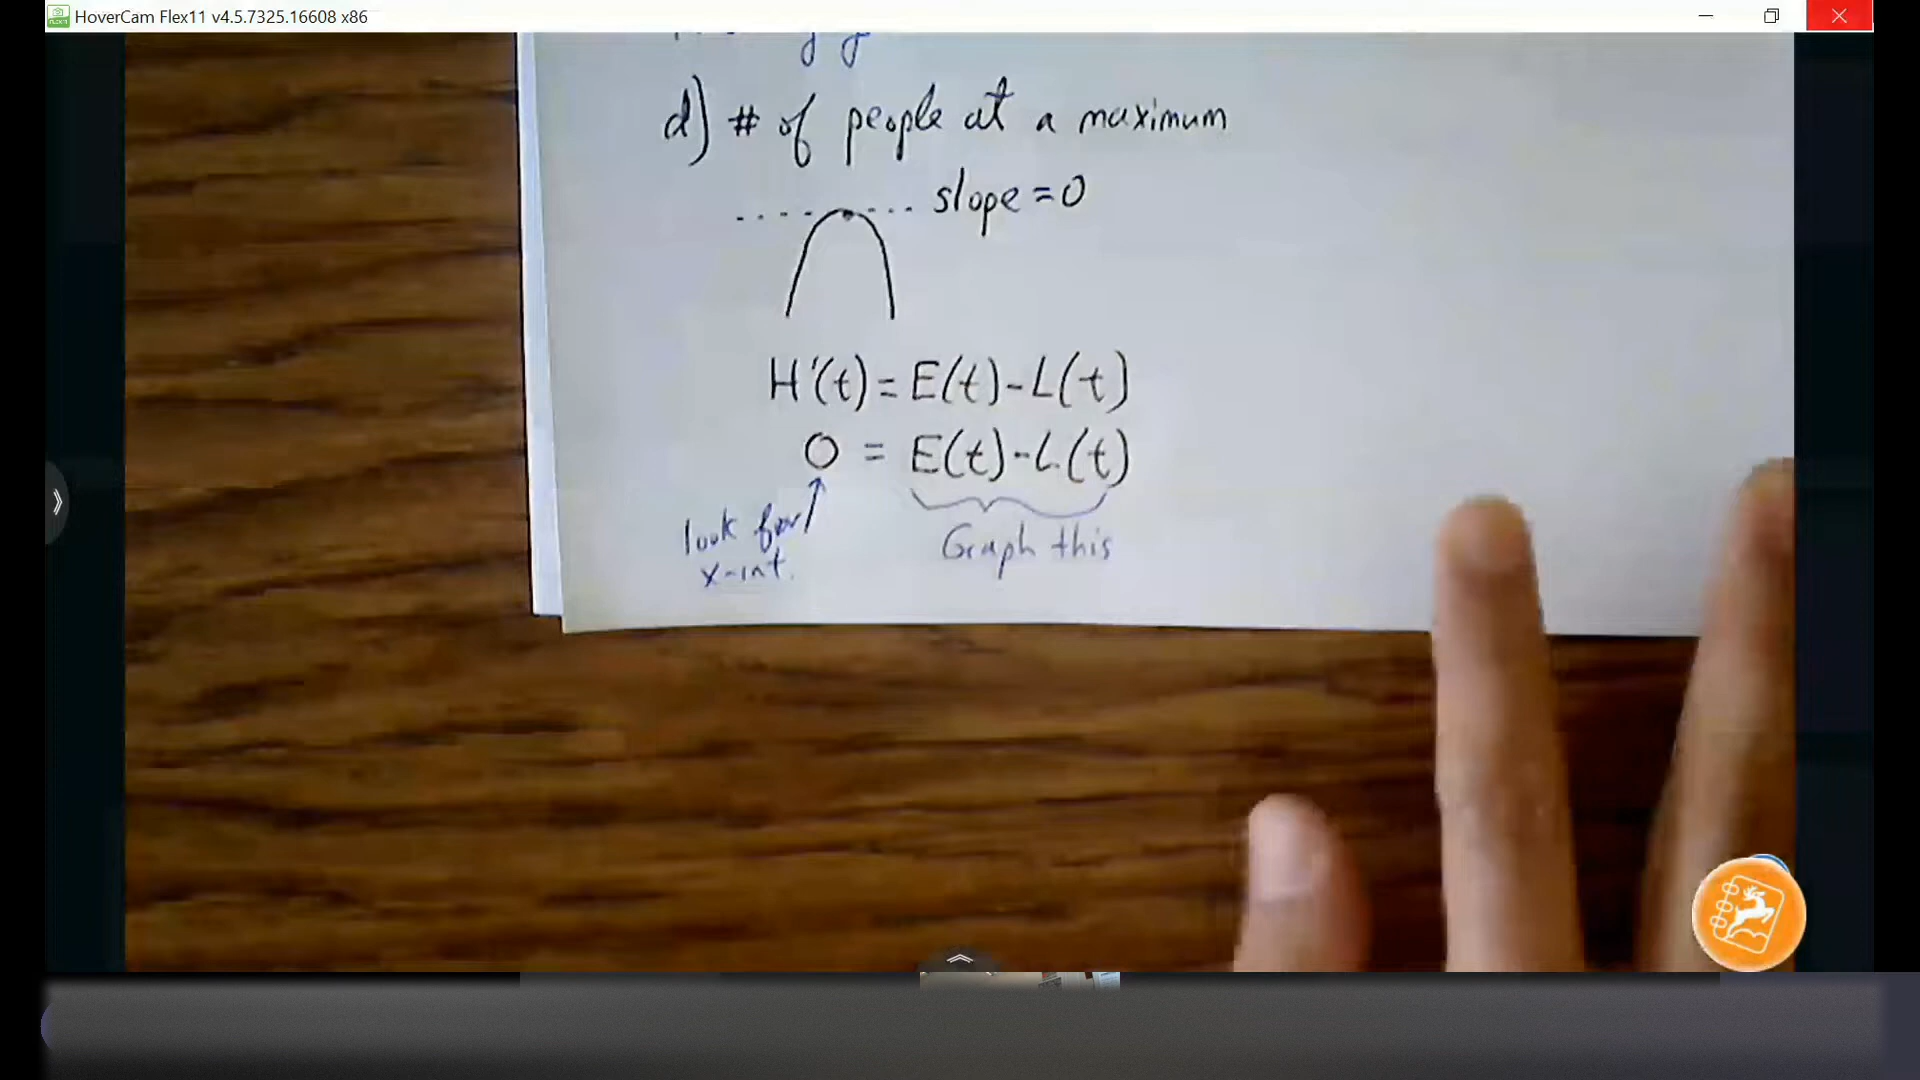 HoverCam Flex11 v4.5.7325.16608 x86
d) # of people at a maximum
slope = 0
H'(t) = E(t) - L(t)
0 = E(t) - L(t)
look for
x-int.
Graph this